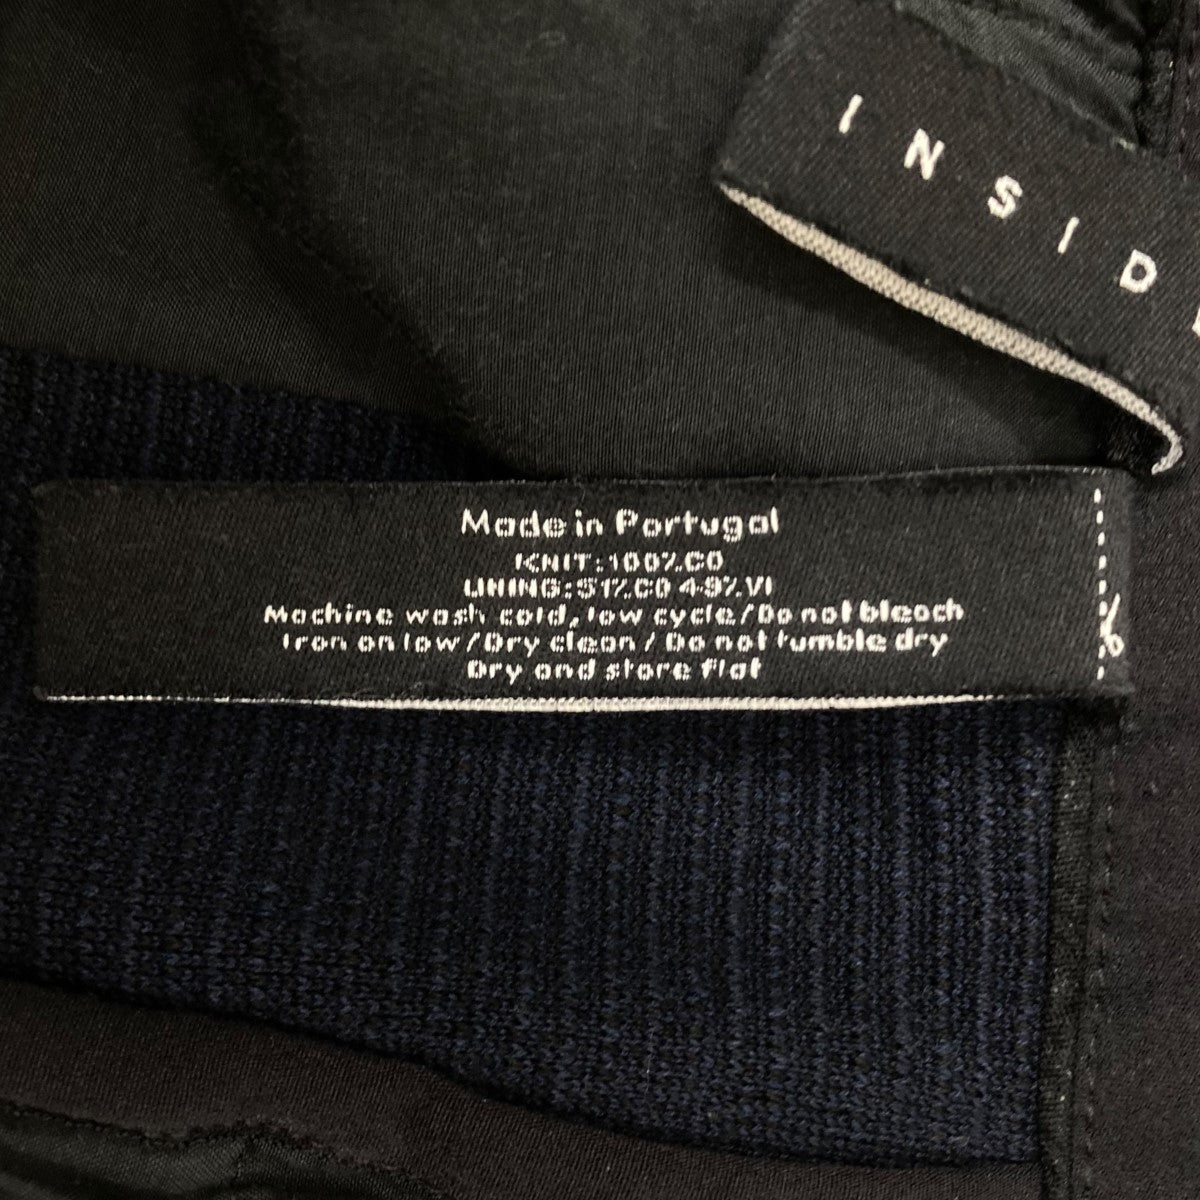 INSID
Made in Portugal
KNIT:100%CO
LINING:51%CO 49%VI
Machine wash cold, low cycle/Do not bleach
Iron on low/Dry clean/Do not tumble dry
Dry and store flat